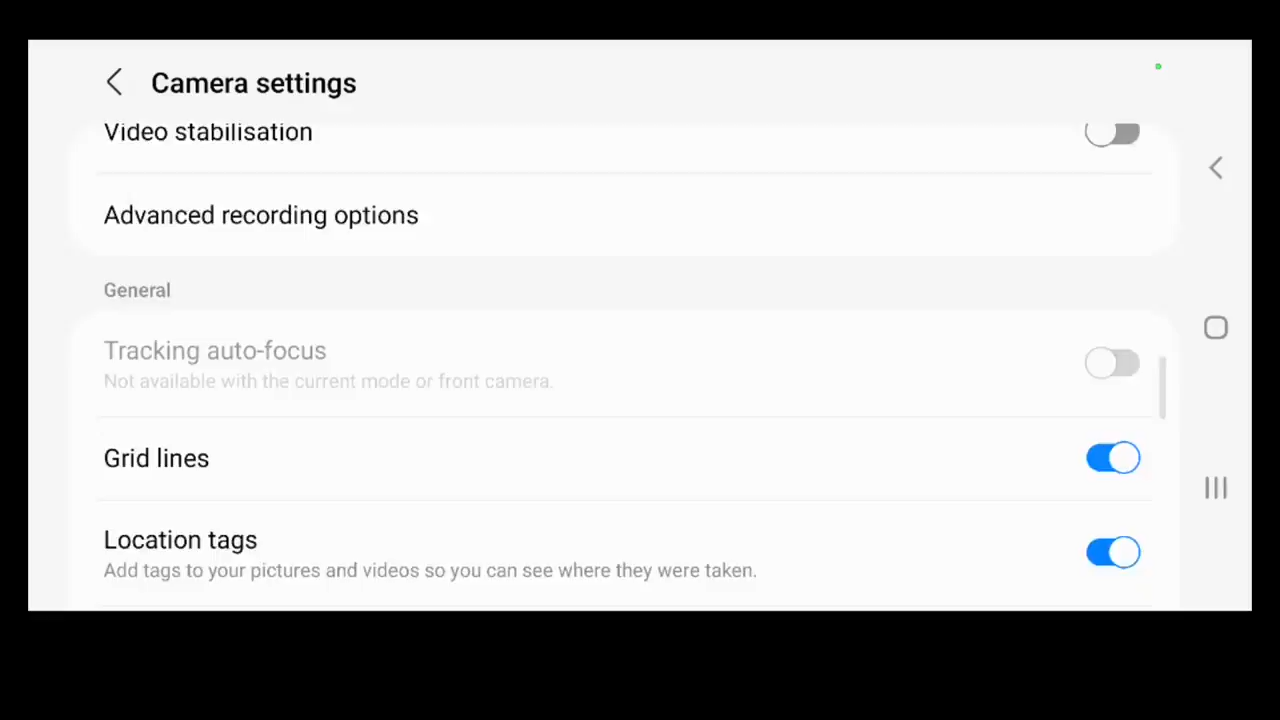 Camera settings
Video stabilisation
Advanced recording options
General
Tracking auto-focus
Not available with the current mode or front camera.
Grid lines
Location tags
Add tags to your pictures and videos so you can see where they were taken.